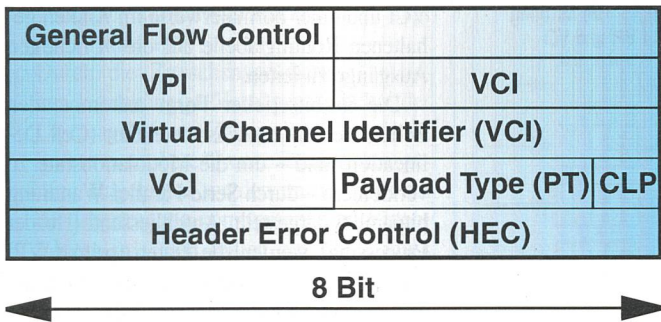 General Flow Control
VPI VCI
Virtual Channel Identifier (VCI)
VCI Payload Type (PT) CLP
Header Error Control (HEC)
8 Bit